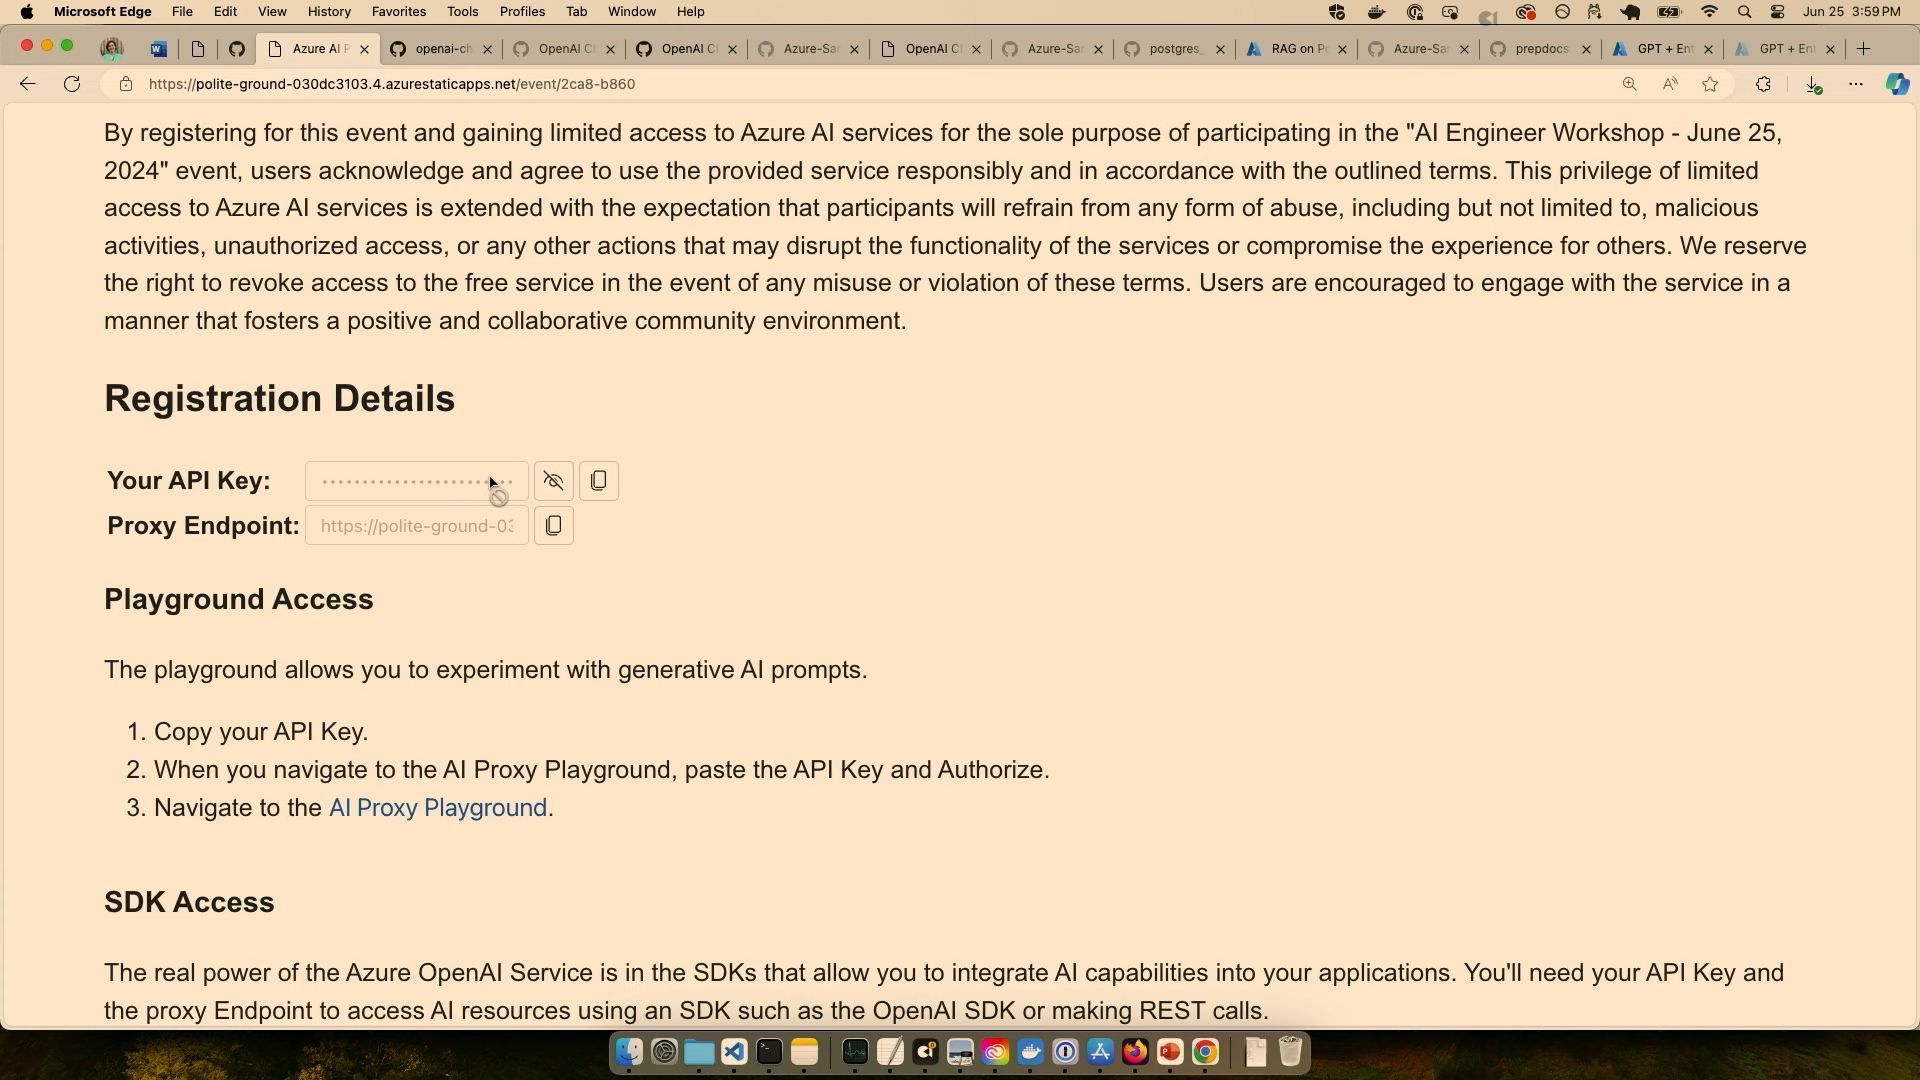 Microsoft Edge File Edit View History Favorites Tools Profiles Tab Window Help Jun 25 3:59 PM
Azure AI P openai-ch OpenAI C OpenAI C Azure-Sa OpenAI C Azure-Sa postgres_ RAG on P Azure-Sa prepdocs. GPT + Ent GPT + Ent
https://polite-ground-030dc3103.4.azurestaticapps.net/event/2ca8-b860
By registering for this event and gaining limited access to Azure AI services for the sole purpose of participating in the "AI Engineer Workshop - June 25,
2024" event, users acknowledge and agree to use the provided service responsibly and in accordance with the outlined terms. This privilege of limited
access to Azure AI services is extended with the expectation that participants will refrain from any form of abuse, including but not limited to, malicious
activities, unauthorized access, or any other actions that may disrupt the functionality of the services or compromise the experience for others. We reserve
the right to revoke access to the free service in the event of any misuse or violation of these terms. Users are encouraged to engage with the service in a
manner that fosters a positive and collaborative community environment.
Registration Details
Your API Key:
Proxy Endpoint: https://polite-ground-03
Playground Access
The playground allows you to experiment with generative AI prompts.
1. Copy your API Key.
2. When you navigate to the AI Proxy Playground, paste the API Key and Authorize.
3. Navigate to the AI Proxy Playground.
SDK Access
The real power of the Azure OpenAI Service is in the SDKs that allow you to integrate AI capabilities into your applications. You'll need your API Key and
the proxy Endpoint to access AI resources using an SDK such as the OpenAI SDK or making REST calls.